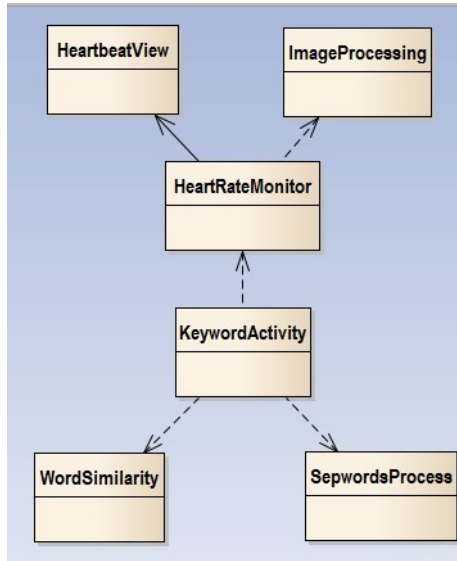 HeartbeatView
ImageProcessing
HeartRateMonitor
KeywordActivity
WordSimilarity
SepwordsProcess